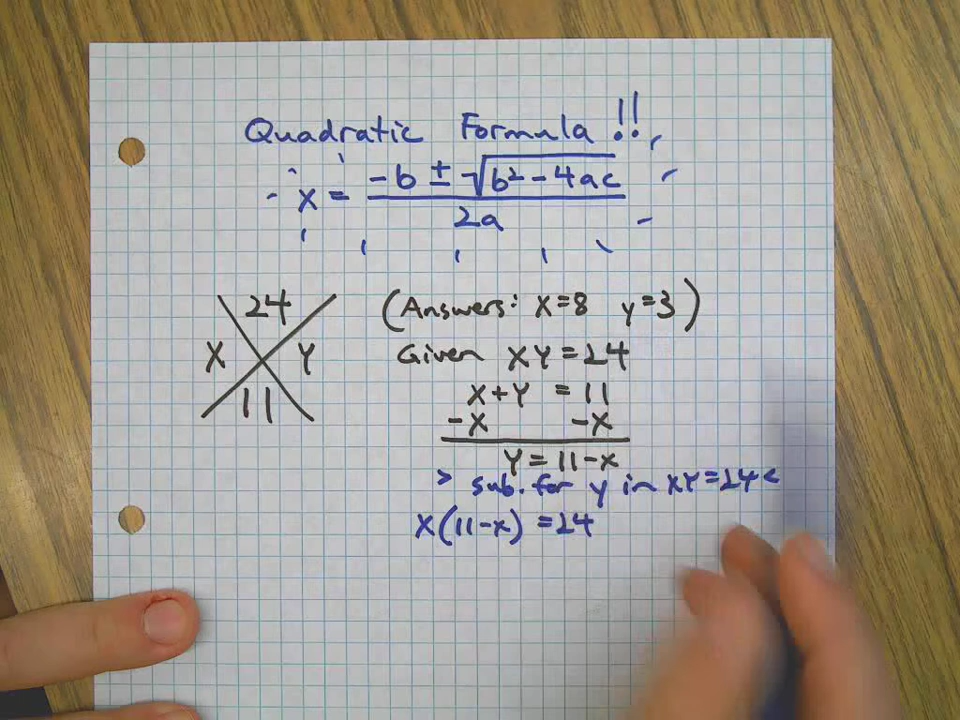 Quadratic Formula !!
x = -b ± √b² - 4ac
2a
24
X Y
11
(Answers: x=8 y=3)
Given XY = 24
X+Y = 11
-X -X
Y = 11-x
> sub. for y in XY=24<
X(11-x) = 24